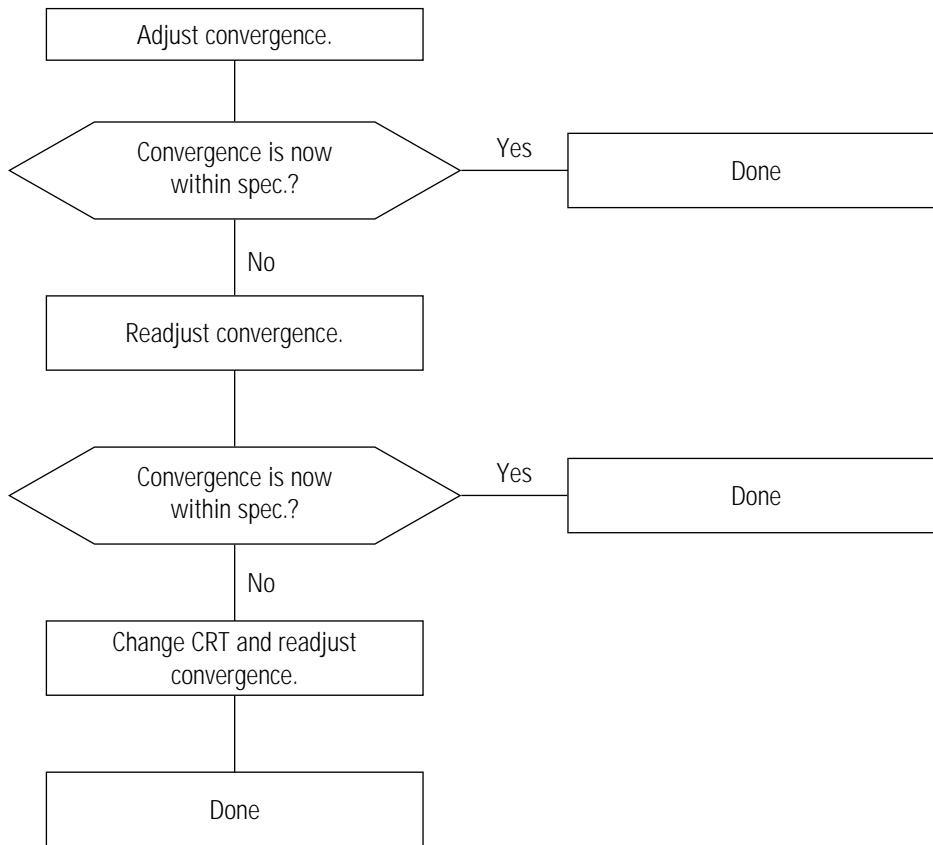 Adjust convergence.
Convergence is now
within spec.?
Yes
Done
No
Readjust convergence.
Convergence is now
within spec.?
Yes
Done
No
Change CRT and readjust
convergence.
Done